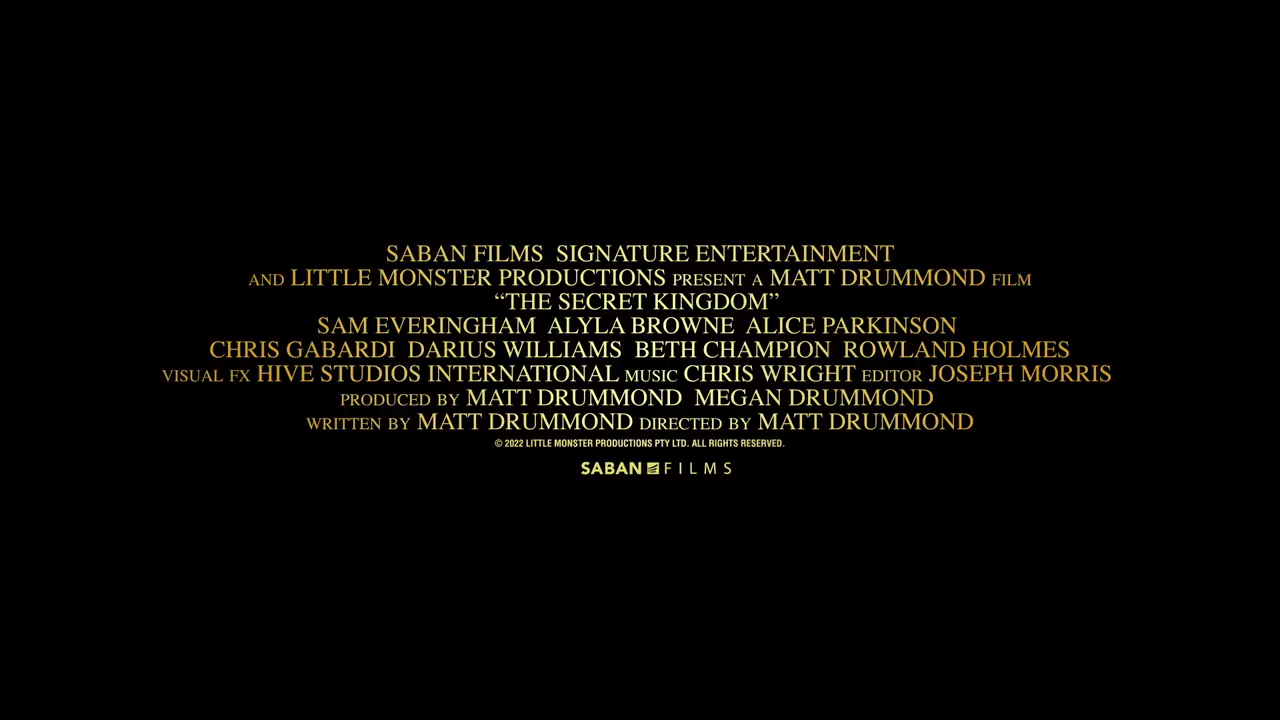 SABAN FILMS SIGNATURE ENTERTAINMENT
AND LITTLE MONSTER PRODUCTIONS PRESENT A MATT DRUMMOND FILM
“THE SECRET KINGDOM”
SAM EVERINGHAM ALYLA BROWNE ALICE PARKINSON
CHRIS GABARDI DARIUS WILLIAMS BETH CHAMPION ROWLAND HOLMES
VISUAL FX HIVE STUDIOS INTERNATIONAL MUSIC CHRIS WRIGHT EDITOR JOSEPH MORRIS
PRODUCED BY MATT DRUMMOND MEGAN DRUMMOND
WRITTEN BY MATT DRUMMOND DIRECTED BY MATT DRUMMOND
© 2022 LITTLE MONSTER PRODUCTIONS PTY LTD. ALL RIGHTS RESERVED.
SABAN FILMS